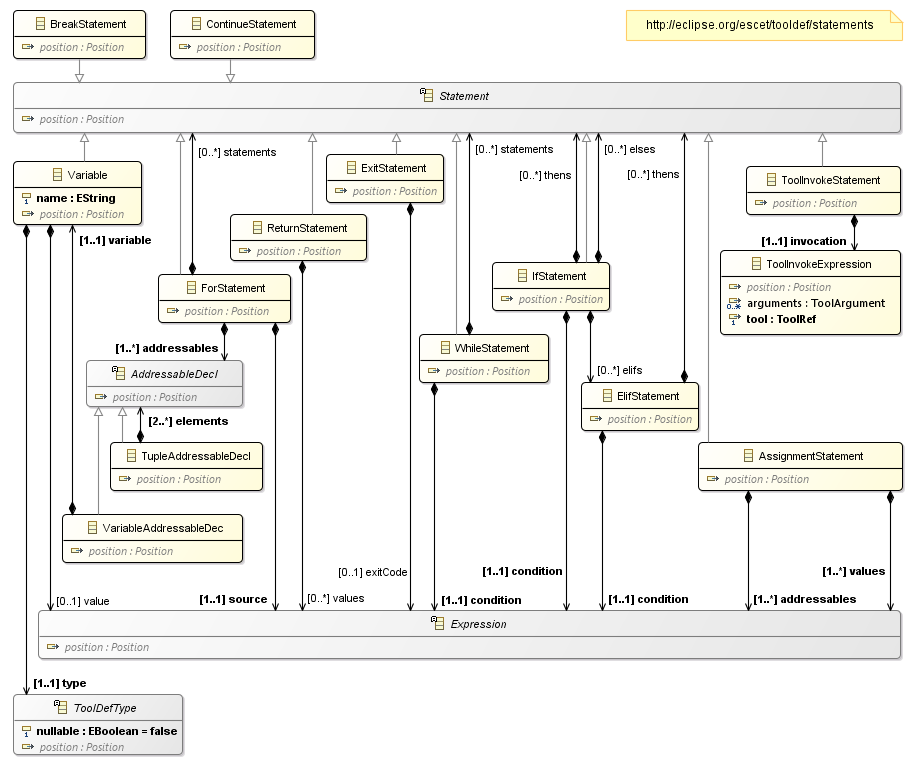 BreakStatement
position : Position
ContinueStatement
position : Position
http://eclipse.org/escet/tooldef/statements
Statement
position : Position
[0..*] statements
[0..*] statements
[0..*] elses
[0..*] thens
[0..*] thens
Variable
name : EString
position : Position
ExitStatement
position : Position
ToolInvokeStatement
position : Position
[1..1] variable
ReturnStatement
position : Position
[1..1] invocation
ToolInvokeExpression
position : Position
arguments : ToolArgument
tool : ToolRef
ForStatement
position : Position
IfStatement
position : Position
[1..*] addressables
WhileStatement
position : Position
[0..*] elifs
AddressableDecl
position : Position
ElifStatement
position : Position
[2..*] elements
TupleAddressableDecl
position : Position
AssignmentStatement
position : Position
VariableAddressableDec
position : Position
[0..1] exitCode
[1..1] condition
[1..*] values
[0..1] value
[1..1] source
[0..*] values
[1..1] condition
[1..1] condition
[1..*] addressables
Expression
position : Position
[1..1] type
ToolDefType
nullable : EBoolean = false
position : Position